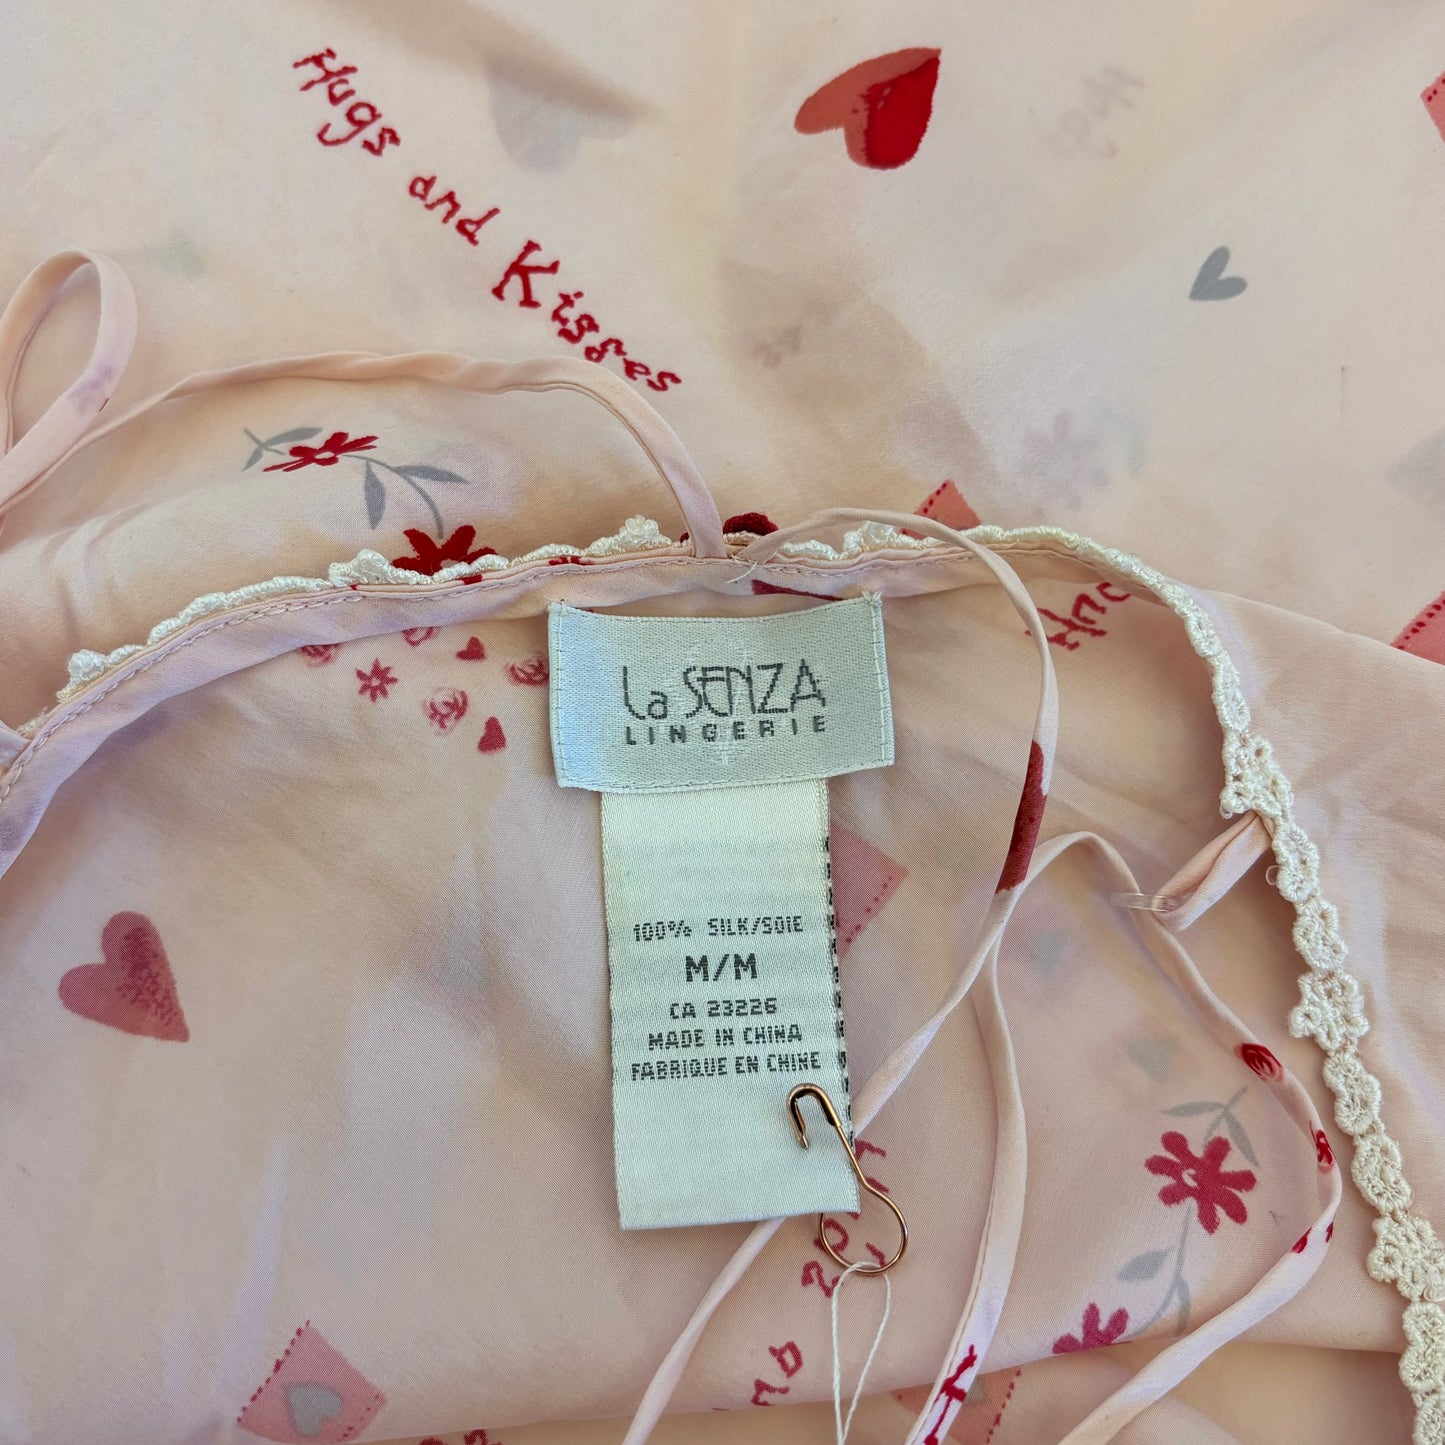 Hugs and Kisses
La SENZA
LINGERIE
100% SILK/SOIE
M/M
CA 23226
MADE IN CHINA
FABRIQUE EN CHINE